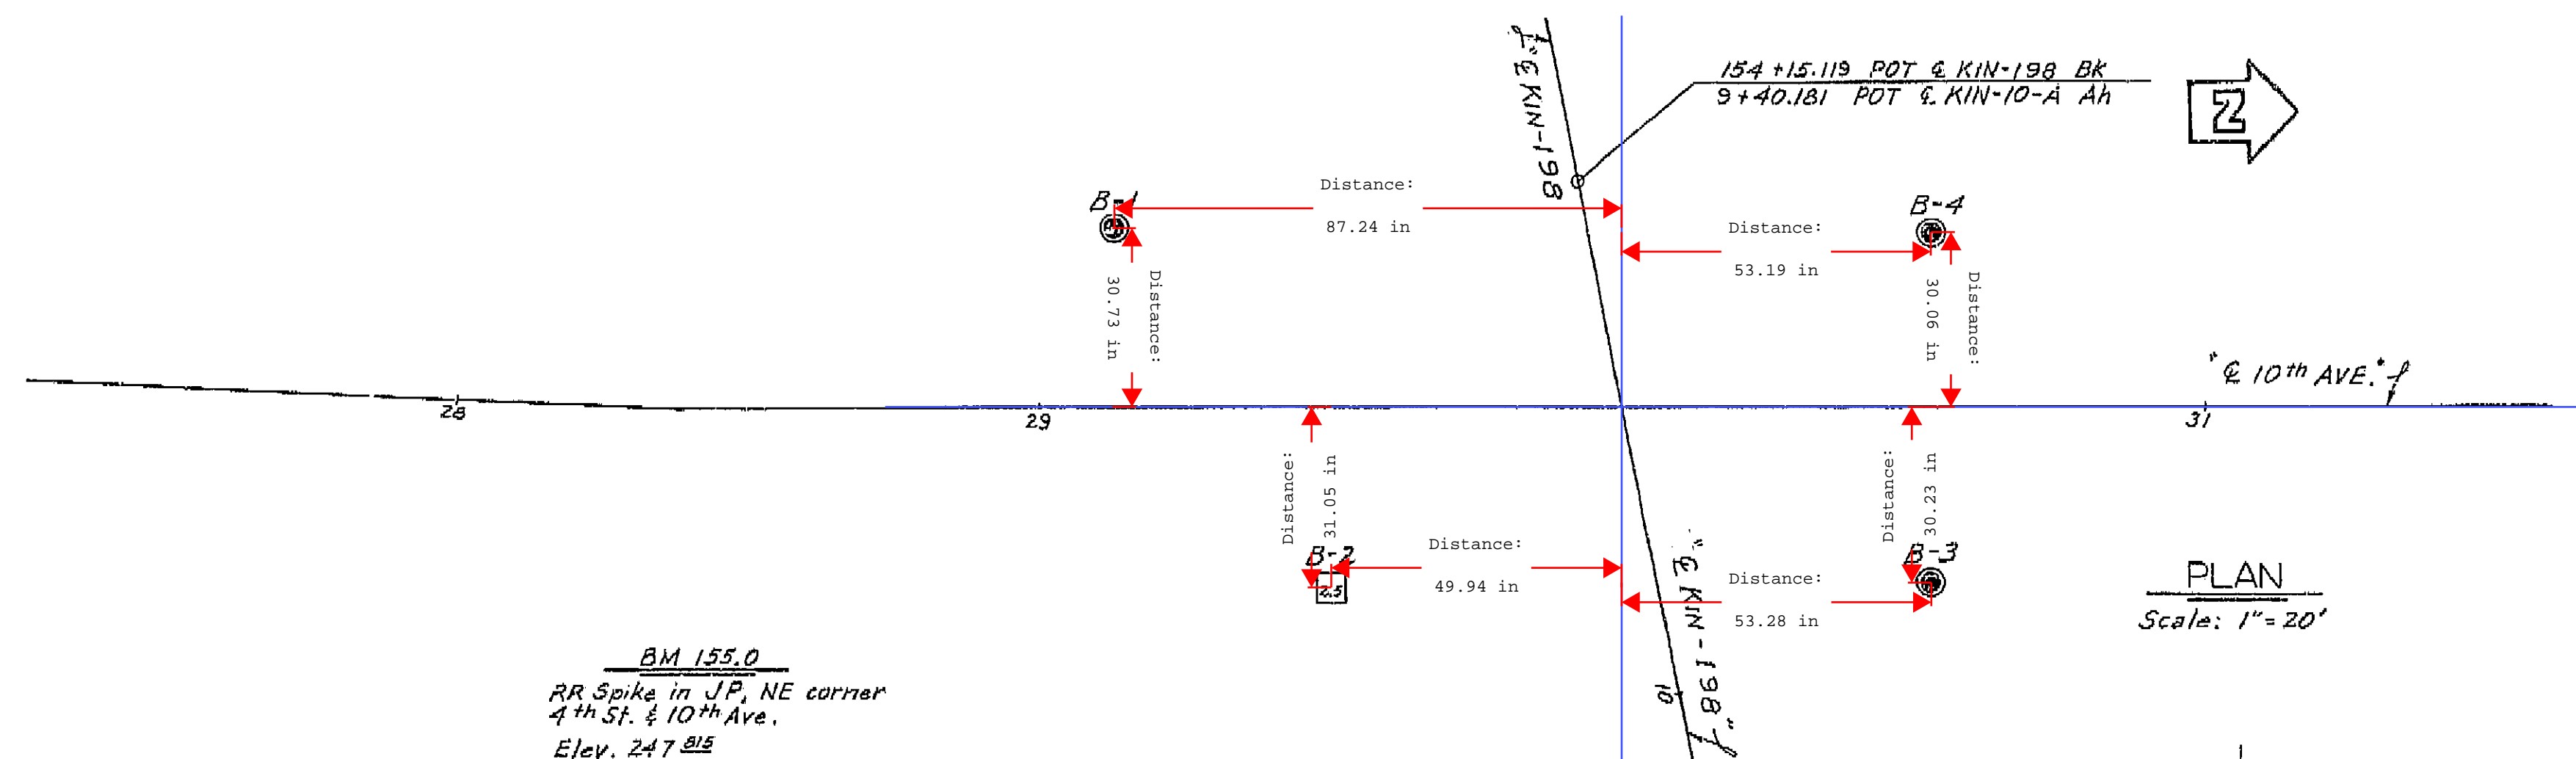 "℄ KIN-198
154+15.119 POT ℄ KIN-198 BK
9+40.181 POT ℄ KIN-10-A Ah
N
B-1
Distance:
87.24 in
B-4
Distance:
53.19 in
Distance:
30.73 in
Distance:
30.06 in
"℄ 10th AVE."
28
29
31
Distance:
31.05 in
Distance:
30.23 in
B-2
2.5
Distance:
49.94 in
B-3
Distance:
53.28 in
"℄ KIN-198"
10
PLAN
Scale: 1"=20'
BM 155.0
RR Spike in JP, NE corner
4th St. & 10th Ave.
Elev. 247 815